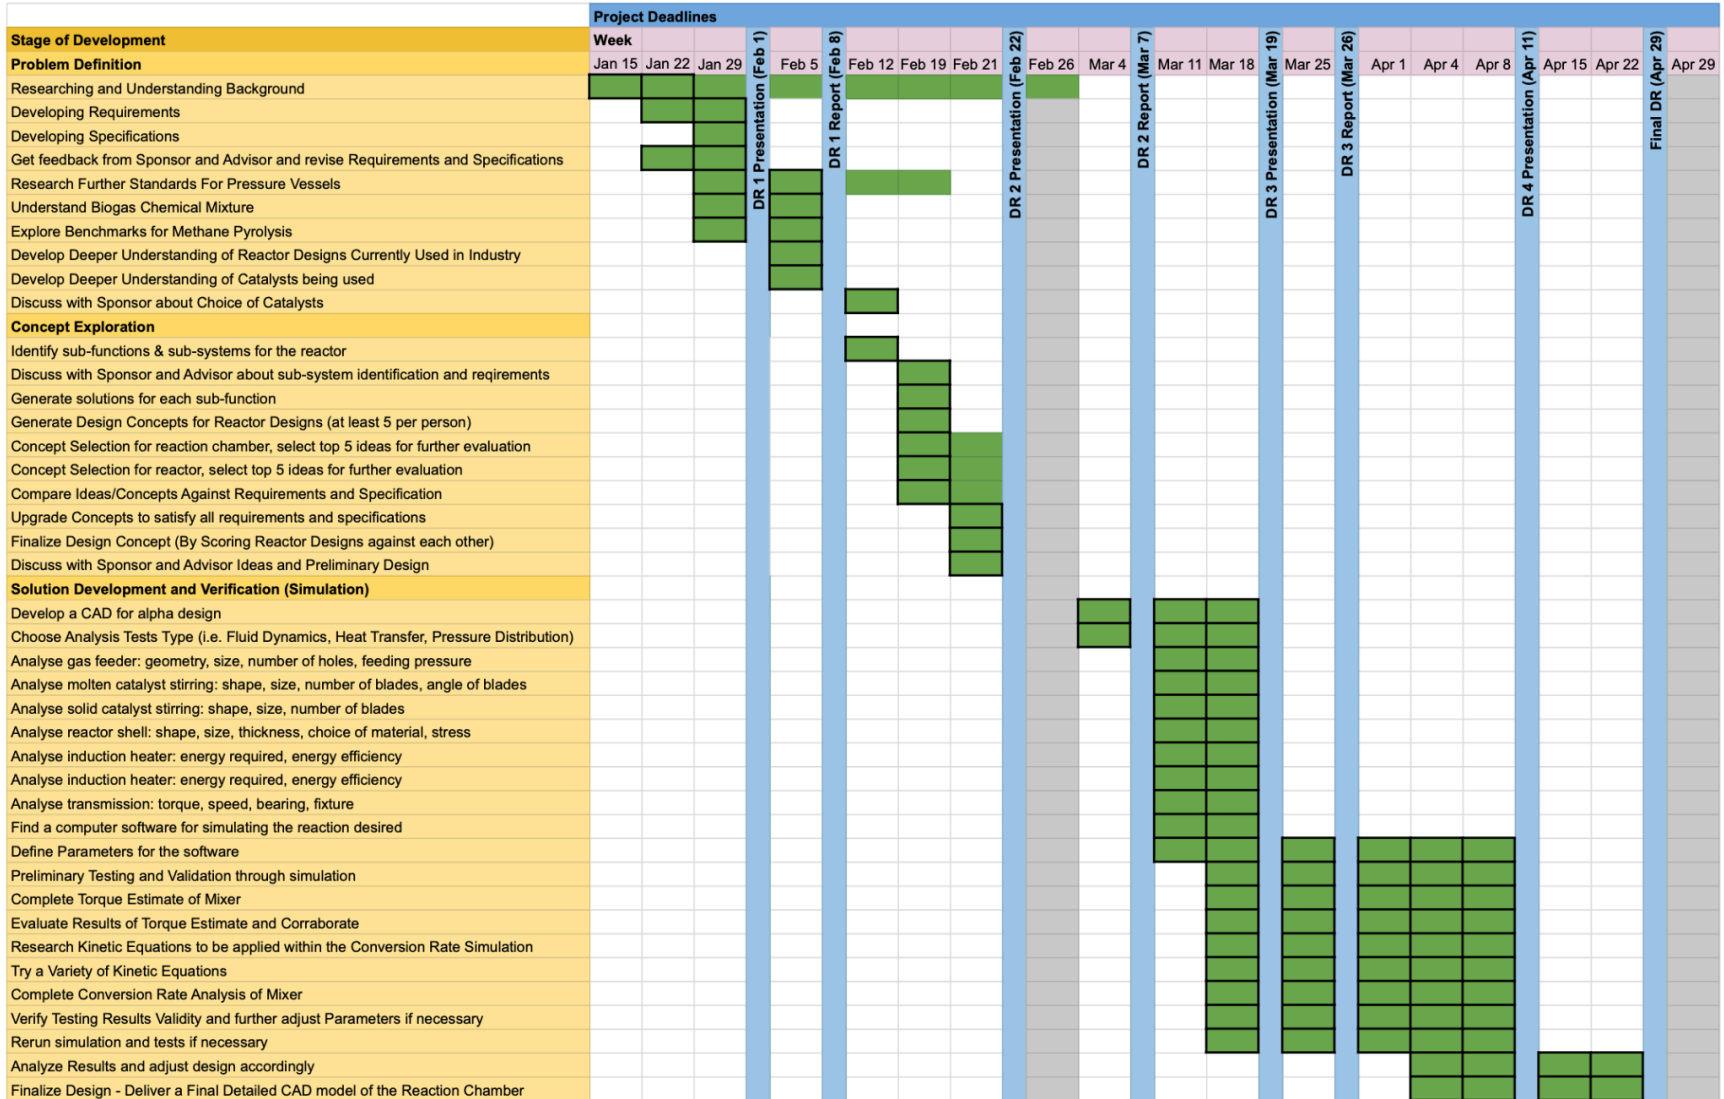 Project Deadlines
Stage of Development
Week
Problem Definition
Jan 15 Jan 22 Jan 29 Feb 5 Feb 12 Feb 19 Feb 21 Feb 26 Mar 4 Mar 11 Mar 18 Mar 25 Apr 1 Apr 4 Apr 8 Apr 15 Apr 22 Apr 29
DR 1 Presentation (Feb 1)
DR 1 Report (Feb 8)
DR 2 Presentation (Feb 22)
DR 2 Report (Mar 7)
DR 3 Presentation (Mar 19)
DR 3 Report (Mar 26)
DR 4 Presentation (Apr 11)
Final DR (Apr 29)
Researching and Understanding Background
Developing Requirements
Developing Specifications
Get feedback from Sponsor and Advisor and revise Requirements and Specifications
Research Further Standards For Pressure Vessels
Understand Biogas Chemical Mixture
Explore Benchmarks for Methane Pyrolysis
Develop Deeper Understanding of Reactor Designs Currently Used in Industry
Develop Deeper Understanding of Catalysts being used
Discuss with Sponsor about Choice of Catalysts
Concept Exploration
Identify sub-functions & sub-systems for the reactor
Discuss with Sponsor and Advisor about sub-system identification and reqirements
Generate solutions for each sub-function
Generate Design Concepts for Reactor Designs (at least 5 per person)
Concept Selection for reaction chamber, select top 5 ideas for further evaluation
Concept Selection for reactor, select top 5 ideas for further evaluation
Compare Ideas/Concepts Against Requirements and Specification
Upgrade Concepts to satisfy all requirements and specifications
Finalize Design Concept (By Scoring Reactor Designs against each other)
Discuss with Sponsor and Advisor Ideas and Preliminary Design
Solution Development and Verification (Simulation)
Develop a CAD for alpha design
Choose Analysis Tests Type (i.e. Fluid Dynamics, Heat Transfer, Pressure Distribution)
Analyse gas feeder: geometry, size, number of holes, feeding pressure
Analyse molten catalyst stirring: shape, size, number of blades, angle of blades
Analyse solid catalyst stirring: shape, size, number of blades
Analyse reactor shell: shape, size, thickness, choice of material, stress
Analyse induction heater: energy required, energy efficiency
Analyse induction heater: energy required, energy efficiency
Analyse transmission: torque, speed, bearing, fixture
Find a computer software for simulating the reaction desired
Define Parameters for the software
Preliminary Testing and Validation through simulation
Complete Torque Estimate of Mixer
Evaluate Results of Torque Estimate and Corraborate
Research Kinetic Equations to be applied within the Conversion Rate Simulation
Try a Variety of Kinetic Equations
Complete Conversion Rate Analysis of Mixer
Verify Testing Results Validity and further adjust Parameters if necessary
Rerun simulation and tests if necessary
Analyze Results and adjust design accordingly
Finalize Design - Deliver a Final Detailed CAD model of the Reaction Chamber